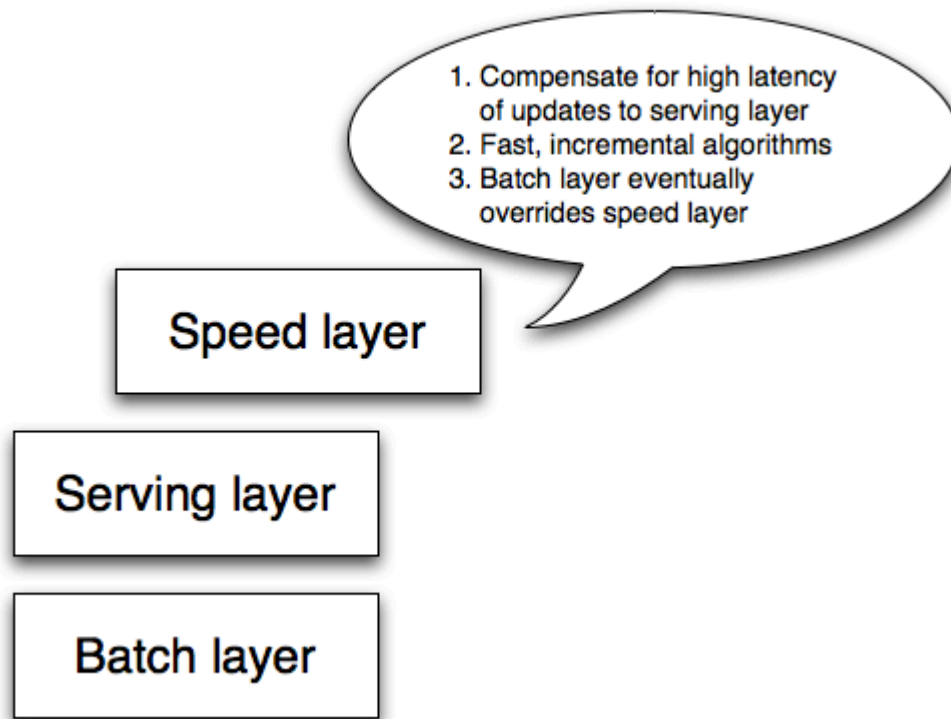 1. Compensate for high latency
of updates to serving layer
2. Fast, incremental algorithms
3. Batch layer eventually
overrides speed layer
Speed layer
Serving layer
Batch layer